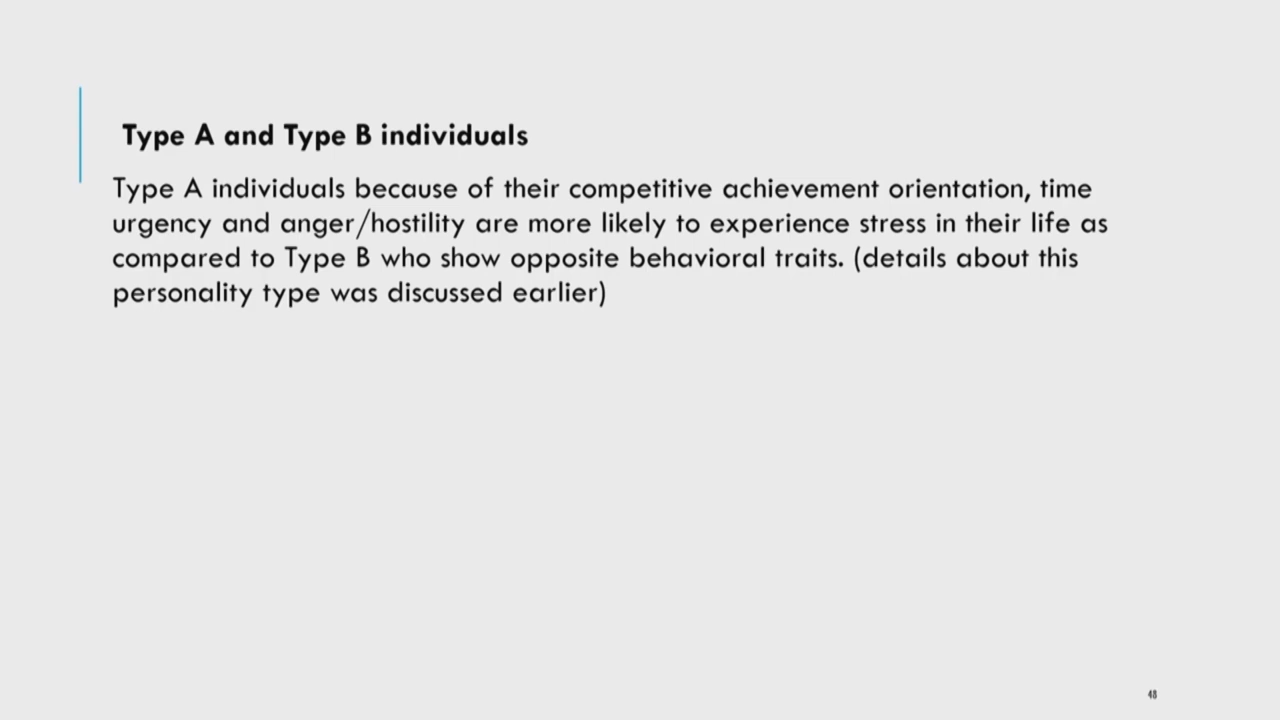 Type A and Type B individuals
Type A individuals because of their competitive achievement orientation, time
urgency and anger/hostility are more likely to experience stress in their life as
compared to Type B who show opposite behavioral traits. (details about this
personality type was discussed earlier)
48